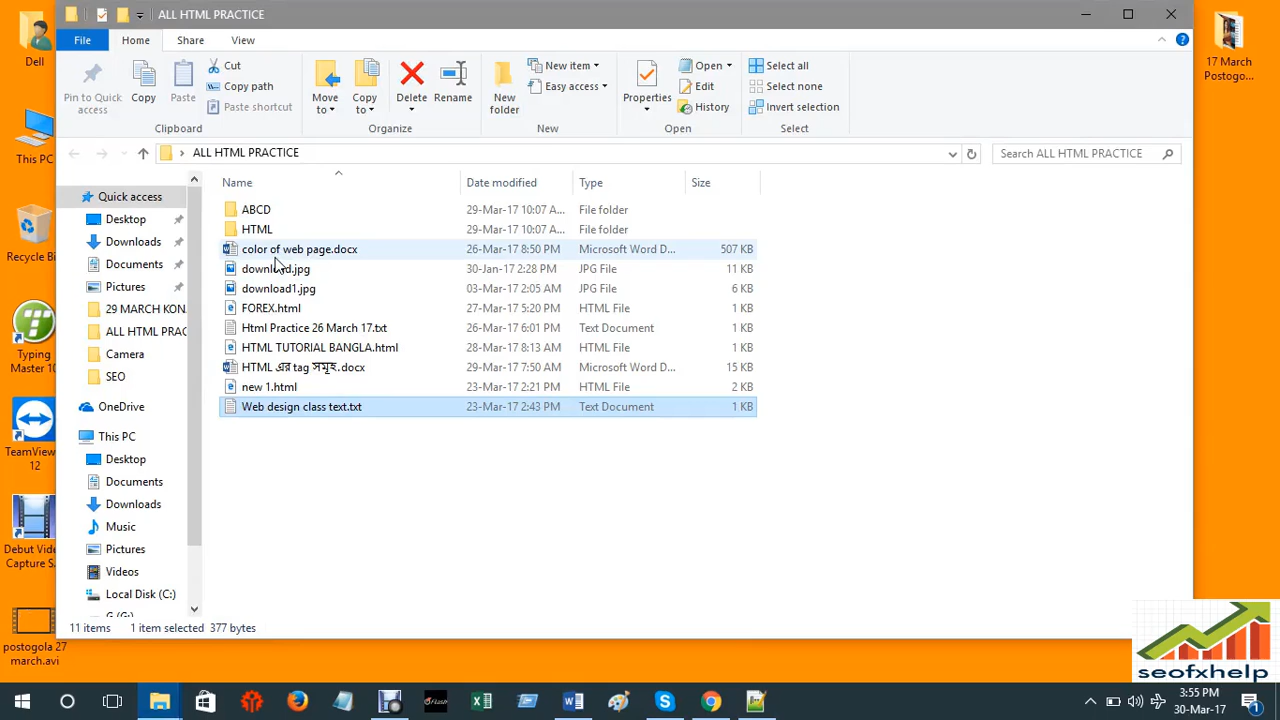 ALL HTML PRACTICE
File Home Share View
Pin to Quick access
Copy
Paste
Cut
Copy path
Paste shortcut
Clipboard
Move to
Copy to
Delete
Rename
Organize
New folder
New item
Easy access
New
Properties
Open
Edit
History
Open
Select all
Select none
Invert selection
Select
ALL HTML PRACTICE
Search ALL HTML PRACTICE
Name Date modified Type Size
ABCD 29-Mar-17 10:07 A... File folder
HTML 29-Mar-17 10:07 A... File folder
color of web page.docx 26-Mar-17 8:50 PM Microsoft Word D... 507 KB
download.jpg 30-Jan-17 2:28 PM JPG File 11 KB
download1.jpg 03-Mar-17 2:05 AM JPG File 6 KB
FOREX.html 27-Mar-17 5:20 PM HTML File 1 KB
Html Practice 26 March 17.txt 26-Mar-17 6:01 PM Text Document 1 KB
HTML TUTORIAL BANGLA.html 28-Mar-17 8:13 AM HTML File 1 KB
HTML এর tag সমূহ.docx 29-Mar-17 7:50 AM Microsoft Word D... 15 KB
new 1.html 23-Mar-17 2:21 PM HTML File 2 KB
Web design class text.txt 23-Mar-17 2:43 PM Text Document 1 KB
Quick access
Desktop
Downloads
Documents
Pictures
29 MARCH KON
ALL HTML PRAC
Camera
SEO
OneDrive
This PC
Desktop
Documents
Downloads
Music
Pictures
Videos
Local Disk (C:)
G (G:)
11 items 1 item selected 377 bytes
Dell
This PC
Recycle Bi
Typing
Master 10
TeamView
12
Debut Vide
Capture S
postogola 27
march.avi
17 March
Postogo...
seofxhelp
Flash
3:55 PM
30-Mar-17
1